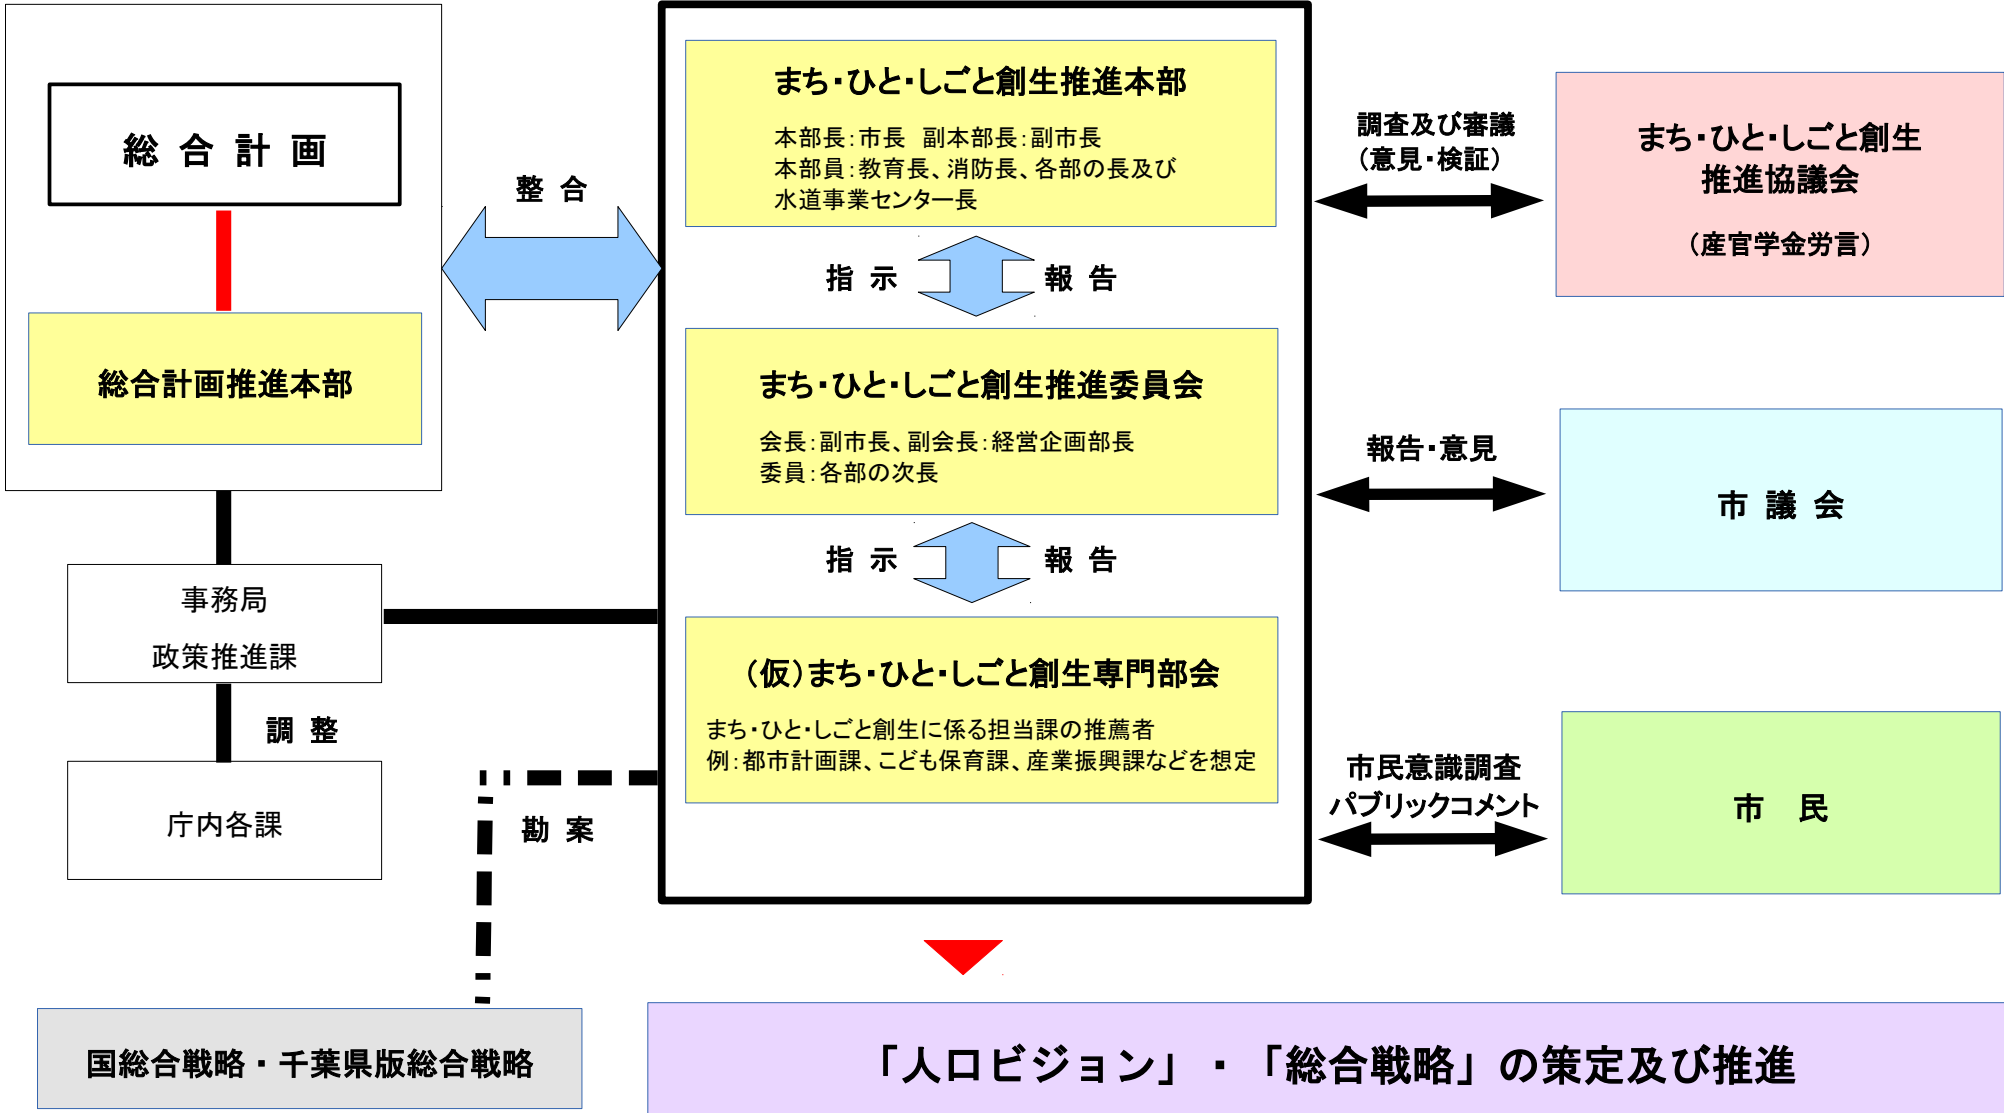 総合計画
総合計画推進本部
整合
事務局
政策推進課
調整
庁内各課
勘案
国総合戦略・千葉県版総合戦略
まち・ひと・しごと創生推進本部
本部長：市長　副本部長：副市長
本部員：教育長、消防長、各部の長及び
水道事業センター長
指示
報告
まち・ひと・しごと創生推進委員会
会長：副市長、副会長：経営企画部長
委員：各部の次長
指示
報告
（仮）まち・ひと・しごと創生専門部会
まち・ひと・しごと創生に係る担当課の推薦者
例：都市計画課、こども保育課、産業振興課などを想定
調査及び審議
（意見・検証）
まち・ひと・しごと創生
推進協議会
（産官学金労言）
報告・意見
市議会
市民意識調査
パブリックコメント
市　民
「人口ビジョン」・「総合戦略」の策定及び推進